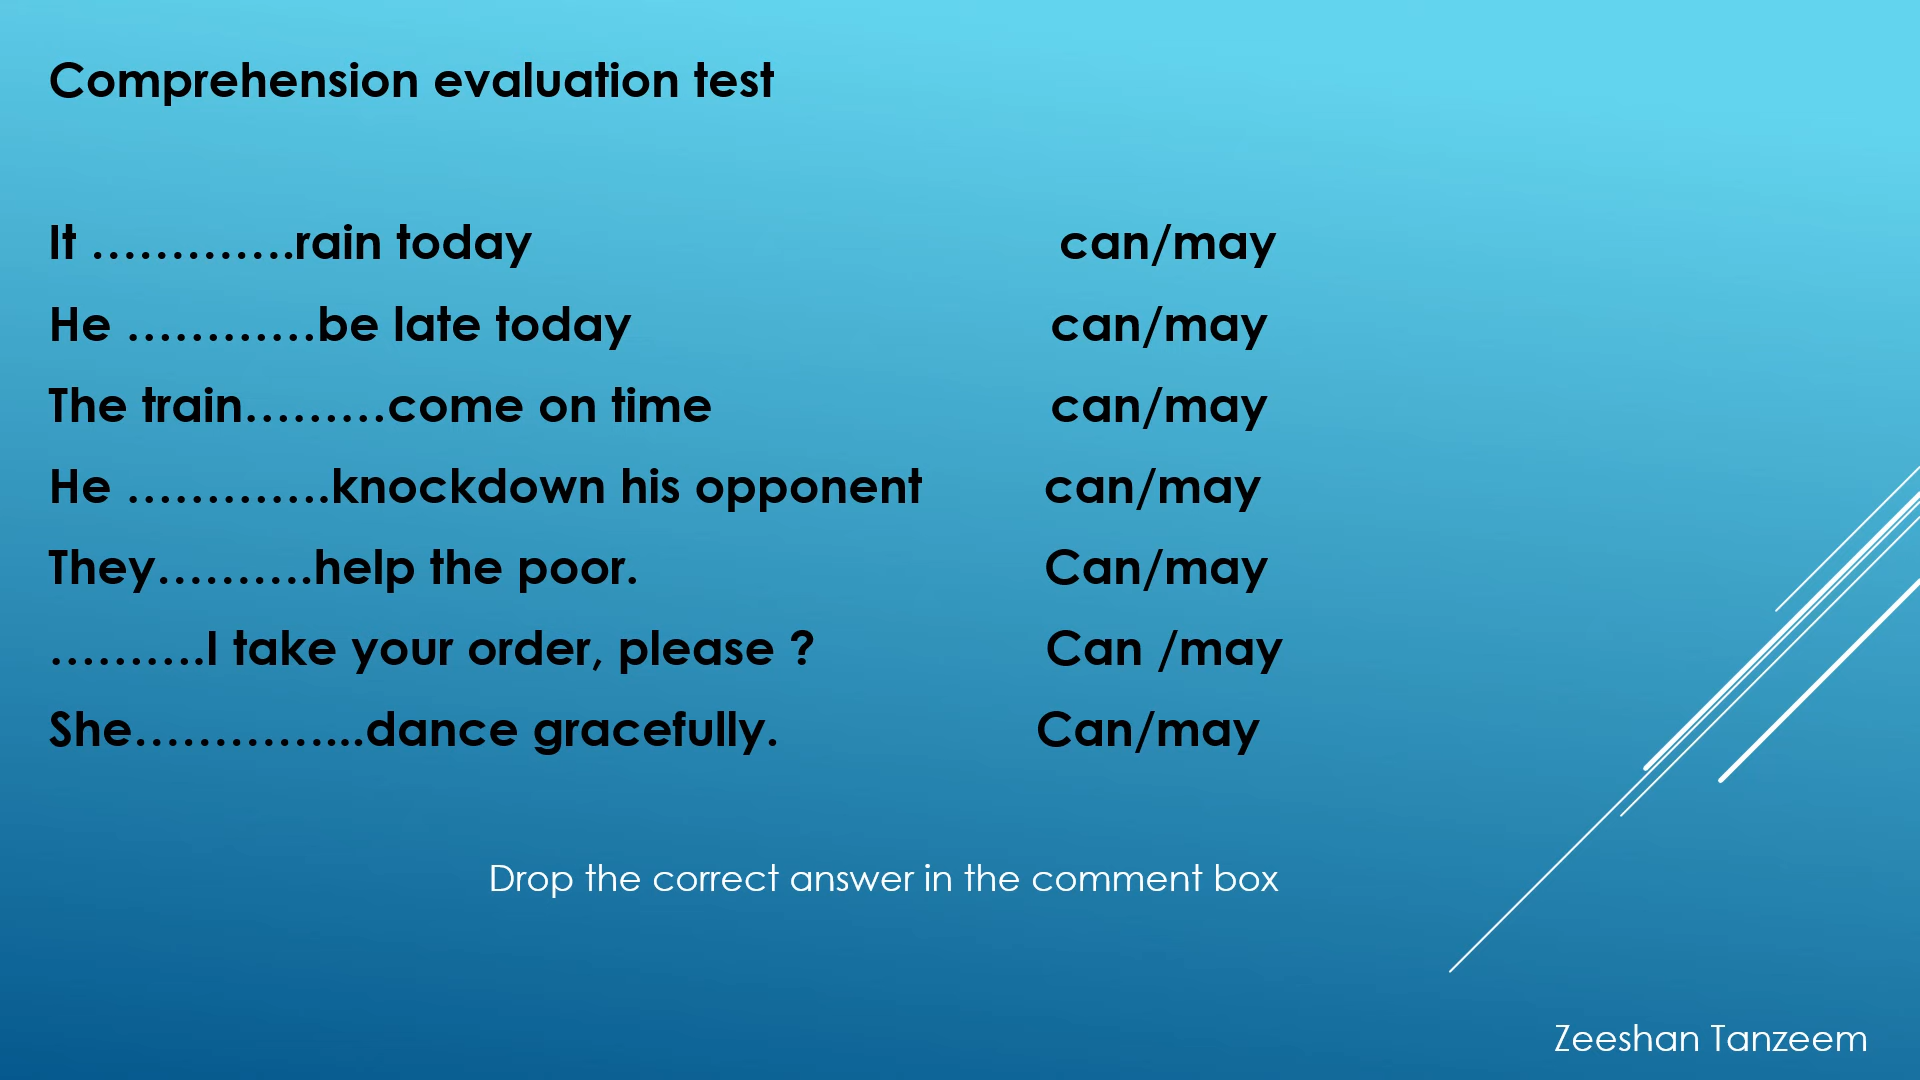 Comprehension evaluation test
It ………….rain today can/may
He …………be late today can/may
The train………come on time can/may
He ………….knockdown his opponent can/may
They……….help the poor. Can/may
……….I take your order, please ? Can /may
She…………...dance gracefully. Can/may
Drop the correct answer in the comment box
Zeeshan Tanzeem